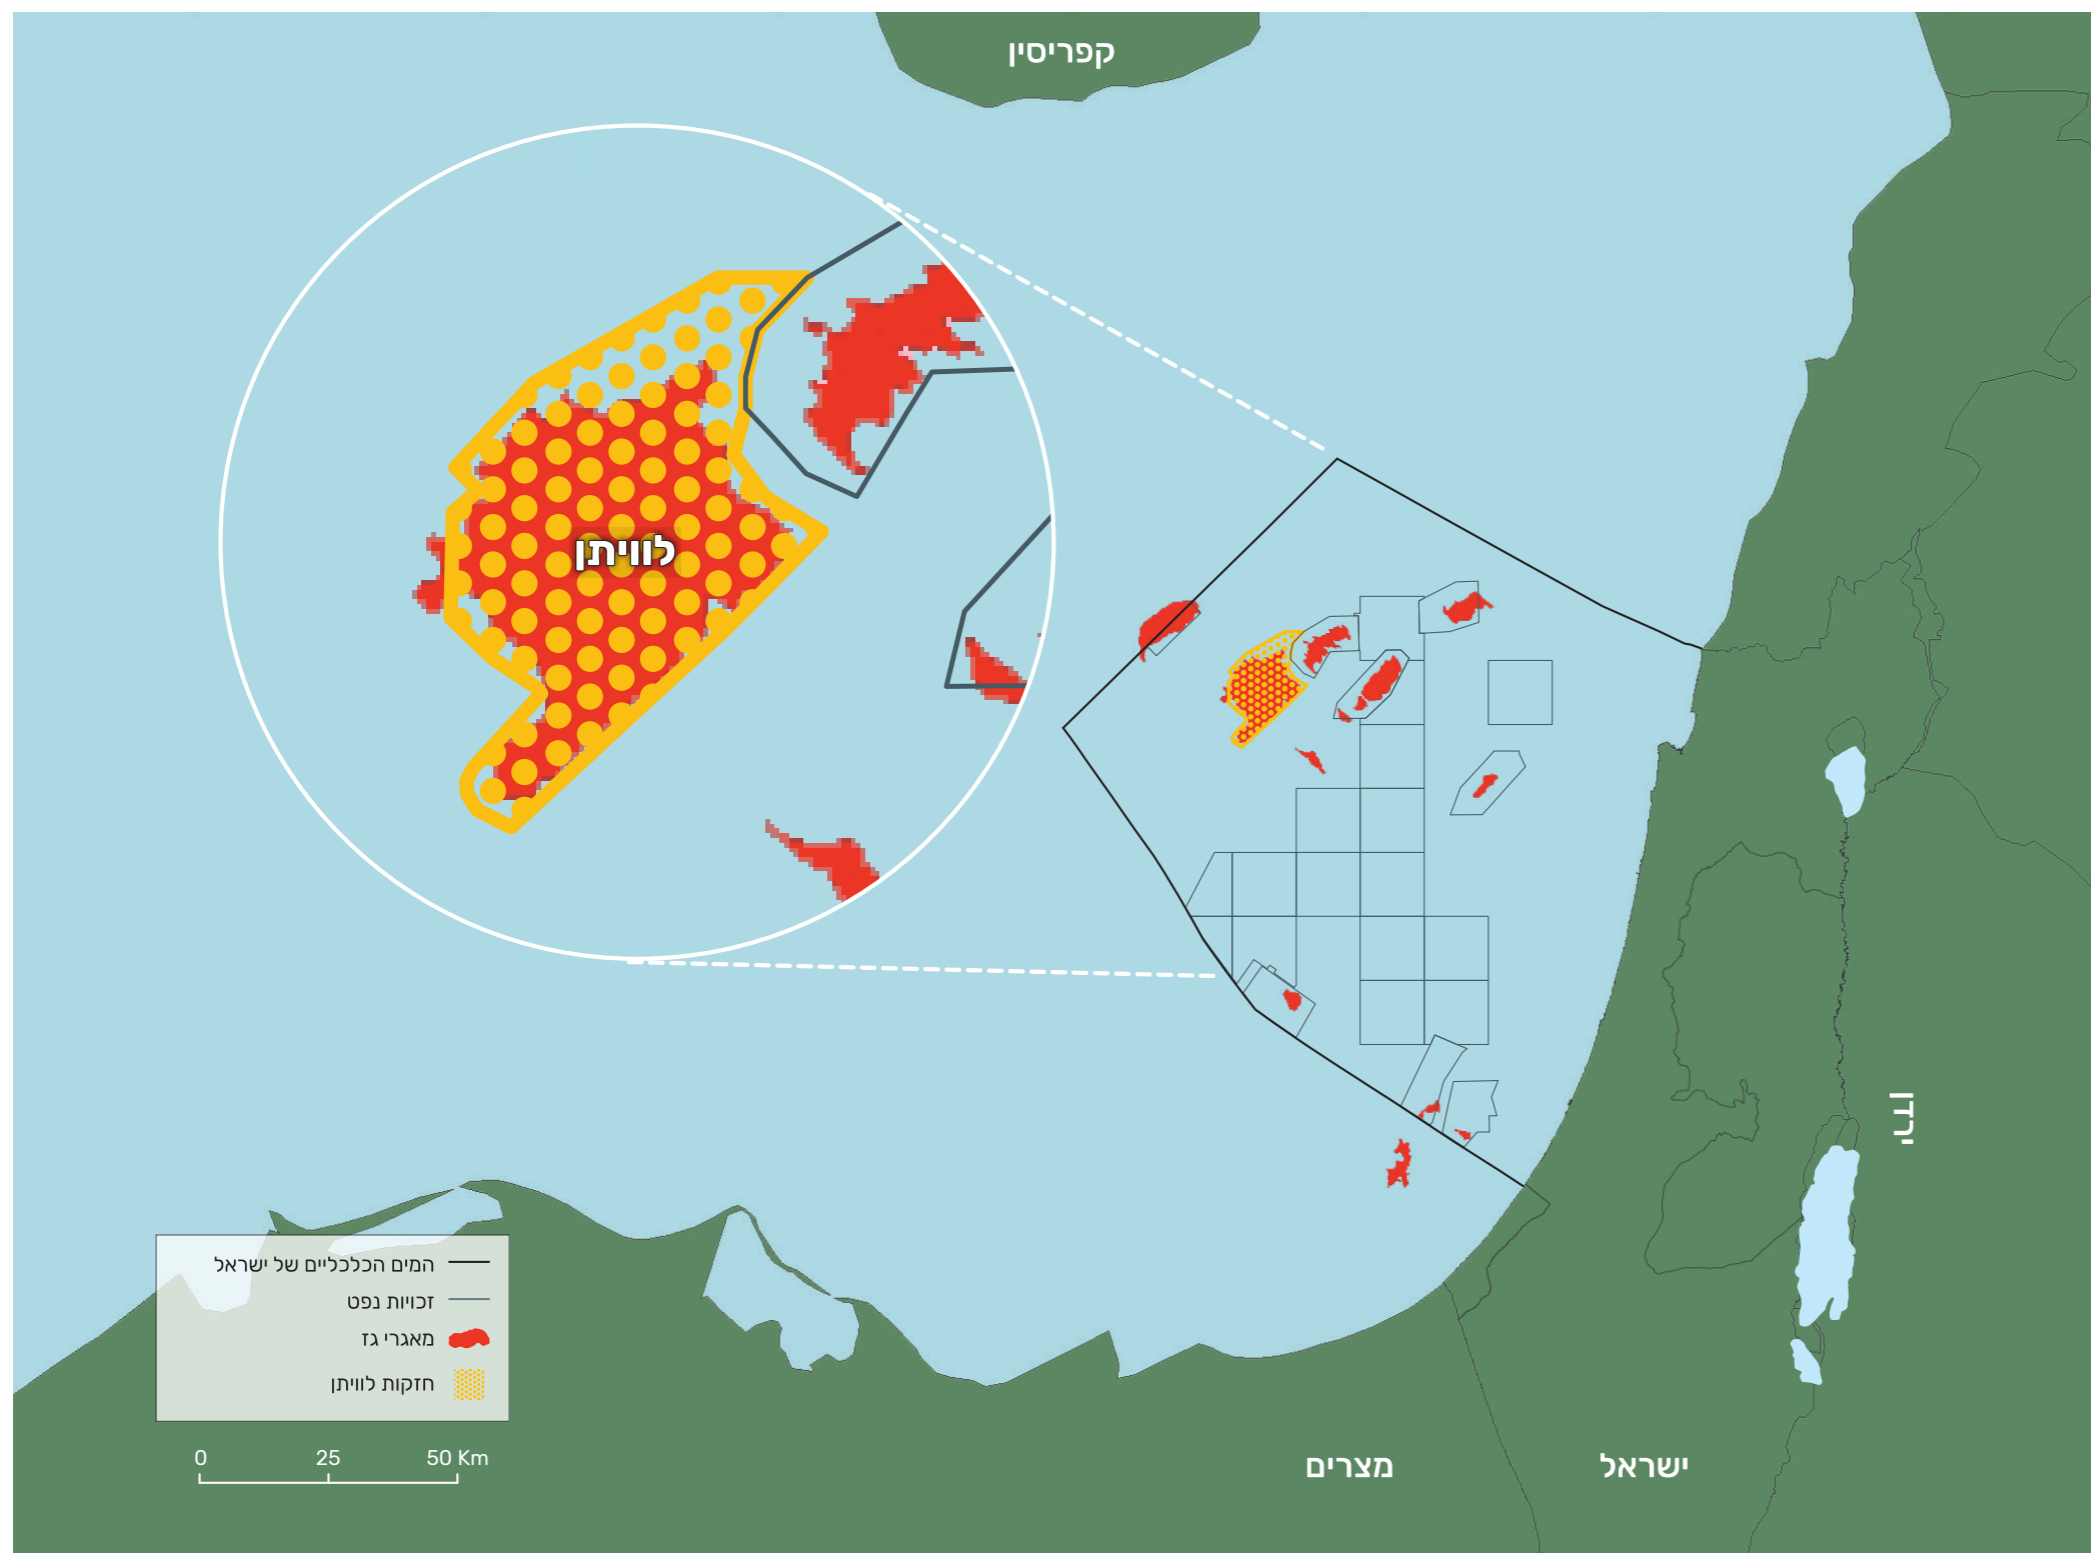 קפריסין
לוויתן
ירדן
המים הכלכליים של ישראל
זכויות נפט
מאגרי גז
חזקות לוויתן
0 25 50 Km
מצרים
ישראל